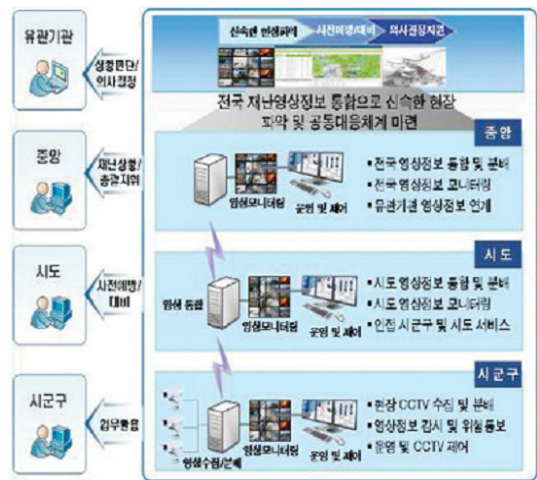 유관기관
상황판단/
의사결정
신속한 현장파악
사전예방/대비
의사결정지원
전국 재난영상정보 통합으로 신속한 현장
파악 및 공동대응체계 마련
중앙
재난상황/
총괄지휘
중앙
영상모니터링
운영 및 제어
▪ 전국 영상정보 통합 및 분배
▪ 전국 영상정보 모니터링
▪ 유관기관 영상정보 연계
시도
사전예방/
대비
시도
영상 통합
영상모니터링
운영 및 제어
▪ 시도 영상정보 통합 및 분배
▪ 시도 영상정보 모니터링
▪ 인접 시군구 및 시도 서비스
시군구
업무활용
시군구
영상수집/분배
영상모니터링
운영 및 제어
▪ 현장 CCTV 수집 및 분배
▪ 영상정보 감시 및 위험통보
▪ 운영 및 CCTV 제어